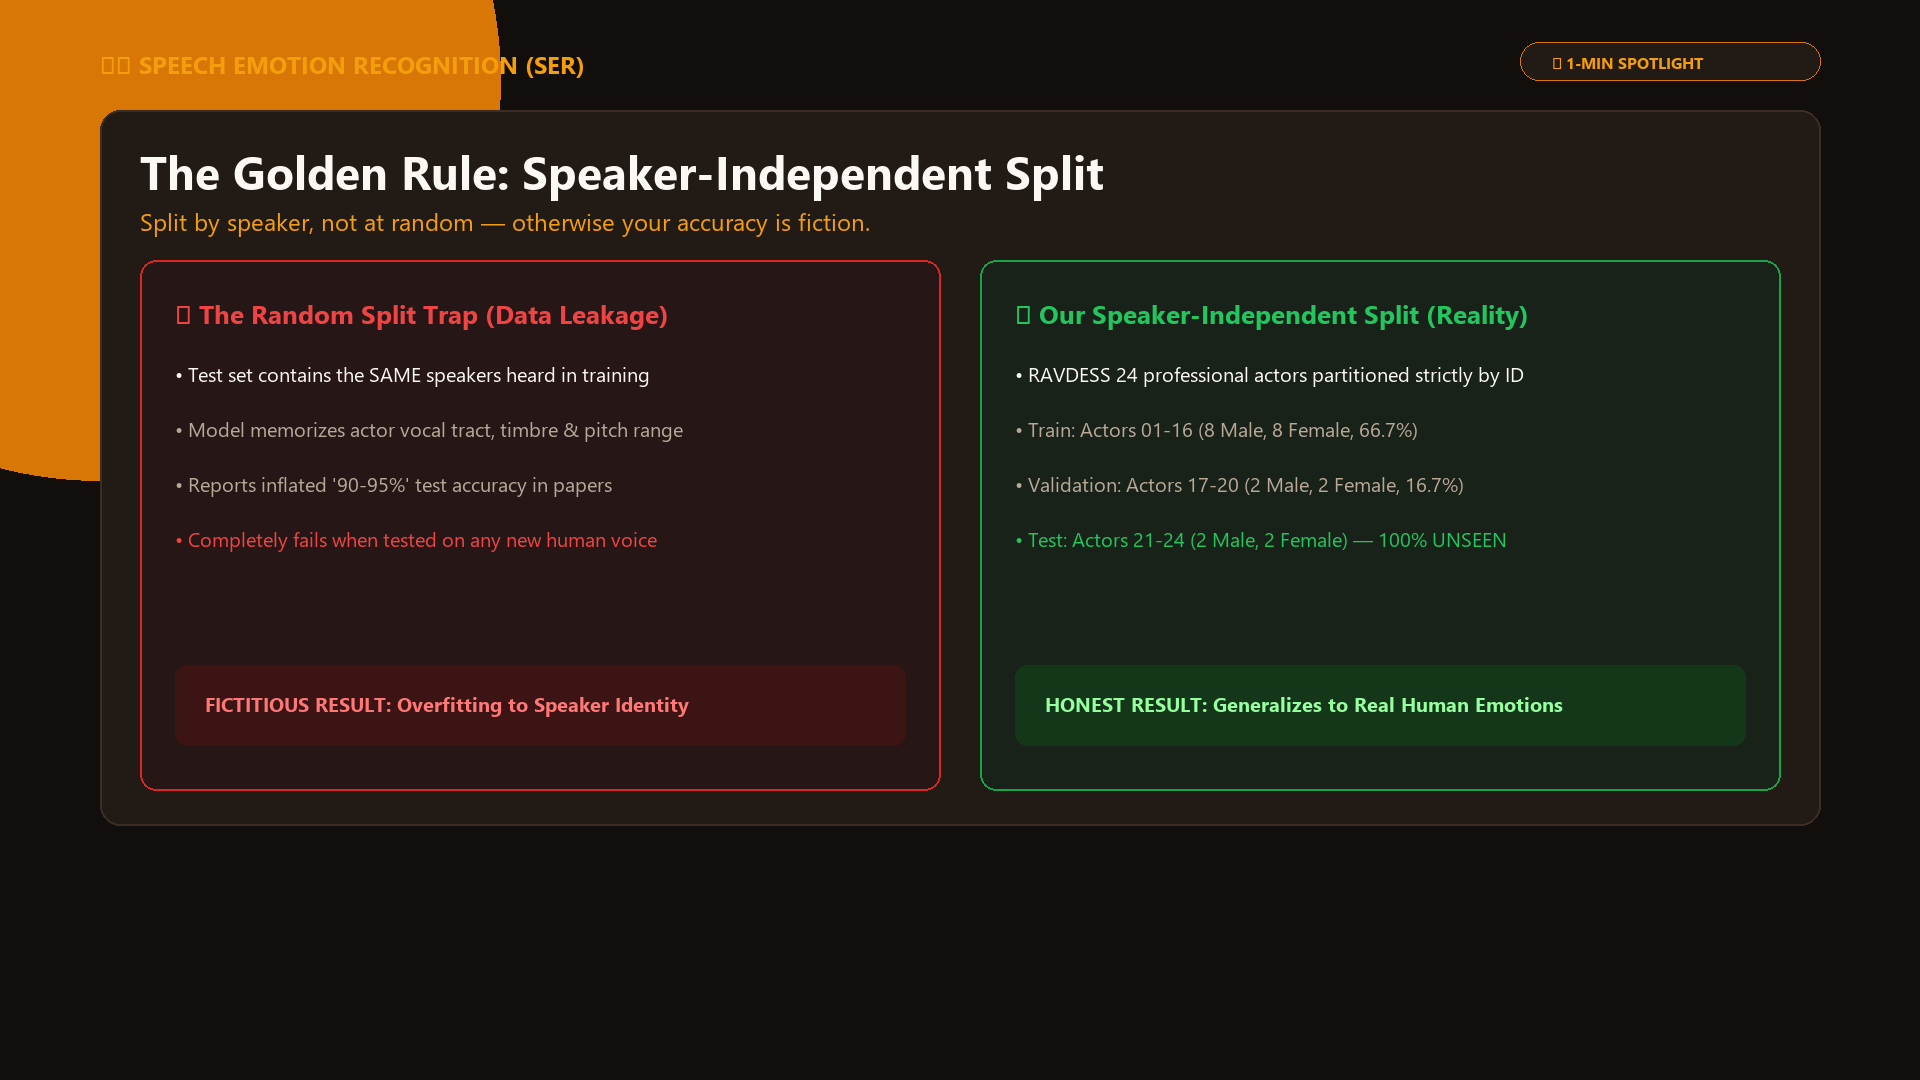 SPEECH EMOTION RECOGNITION (SER)
1-MIN SPOTLIGHT
The Golden Rule: Speaker-Independent Split
Split by speaker, not at random — otherwise your accuracy is fiction.
The Random Split Trap (Data Leakage)
• Test set contains the SAME speakers heard in training
• Model memorizes actor vocal tract, timbre & pitch range
• Reports inflated '90-95%' test accuracy in papers
• Completely fails when tested on any new human voice
FICTITIOUS RESULT: Overfitting to Speaker Identity
Our Speaker-Independent Split (Reality)
• RAVDESS 24 professional actors partitioned strictly by ID
• Train: Actors 01-16 (8 Male, 8 Female, 66.7%)
• Validation: Actors 17-20 (2 Male, 2 Female, 16.7%)
• Test: Actors 21-24 (2 Male, 2 Female) — 100% UNSEEN
HONEST RESULT: Generalizes to Real Human Emotions